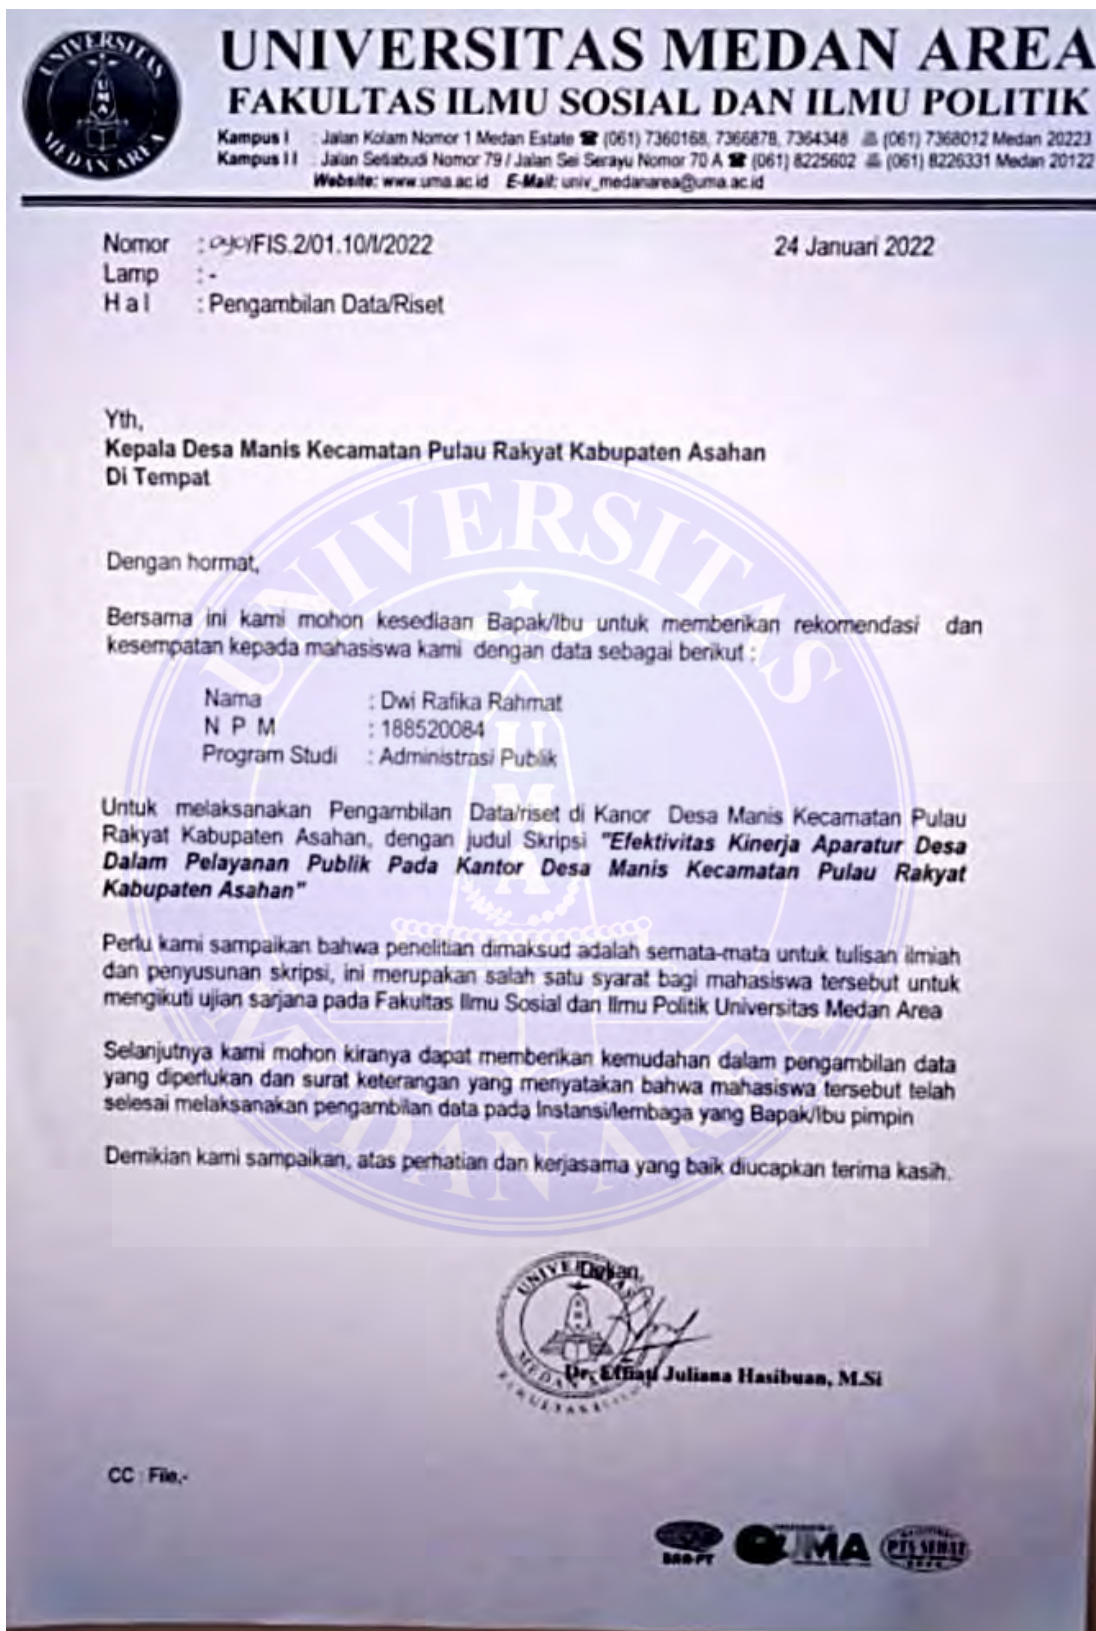 UNIVERSITAS MEDAN AREA
FAKULTAS ILMU SOSIAL DAN ILMU POLITIK
Kampus I : Jalan Kolam Nomor 1 Medan Estate ☎ (061) 7360168, 7366878, 7364348 (061) 7368012 Medan 20223
Kampus II : Jalan Setiabudi Nomor 79 / Jalan Sei Serayu Nomor 70 A ☎ (061) 8225602 (061) 8226331 Medan 20122
Website: www.uma.ac.id E-Mail: univ_medanarea@uma.ac.id
Nomor : /FIS.2/01.10/I/2022 24 Januari 2022
Lamp : -
H a l : Pengambilan Data/Riset
Yth,
Kepala Desa Manis Kecamatan Pulau Rakyat Kabupaten Asahan
Di Tempat
Dengan hormat,
Bersama ini kami mohon kesediaan Bapak/Ibu untuk memberikan rekomendasi dan
kesempatan kepada mahasiswa kami dengan data sebagai berikut :
Nama : Dwi Rafika Rahmat
N P M : 188520084
Program Studi : Administrasi Publik
Untuk melaksanakan Pengambilan Data/riset di Kanor Desa Manis Kecamatan Pulau
Rakyat Kabupaten Asahan, dengan judul Skripsi "Efektivitas Kinerja Aparatur Desa
Dalam Pelayanan Publik Pada Kantor Desa Manis Kecamatan Pulau Rakyat
Kabupaten Asahan"
Perlu kami sampaikan bahwa penelitian dimaksud adalah semata-mata untuk tulisan ilmiah
dan penyusunan skripsi, ini merupakan salah satu syarat bagi mahasiswa tersebut untuk
mengikuti ujian sarjana pada Fakultas Ilmu Sosial dan Ilmu Politik Universitas Medan Area
Selanjutnya kami mohon kiranya dapat memberikan kemudahan dalam pengambilan data
yang diperlukan dan surat keterangan yang menyatakan bahwa mahasiswa tersebut telah
selesai melaksanakan pengambilan data pada Instansi/lembaga yang Bapak/Ibu pimpin
Demikian kami sampaikan, atas perhatian dan kerjasama yang baik diucapkan terima kasih.
Dekan,
Dr. Effiati Juliana Hasibuan, M.Si
CC : File,-
UNIVERSITAS MEDAN AREA
UMA
BAN-PT
UMA
PTS SEHAT